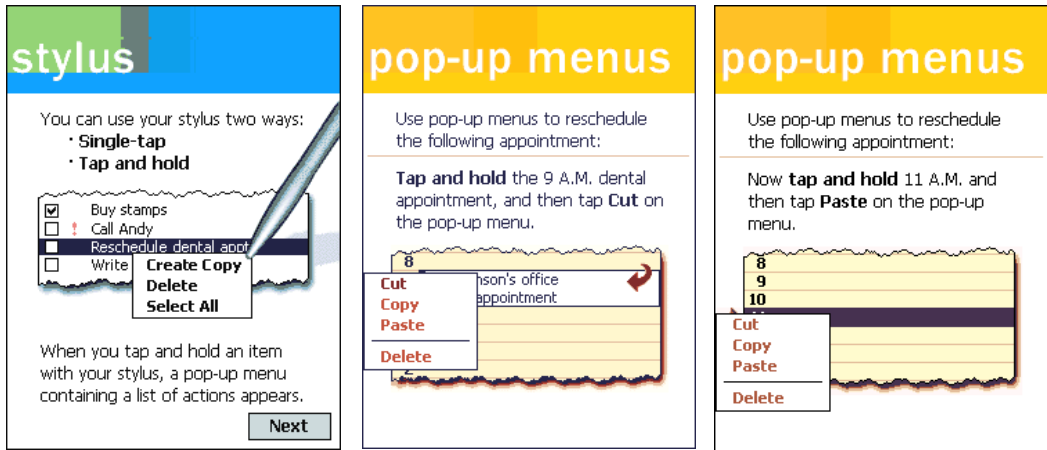 stylus
You can use your stylus two ways:
· Single-tap
· Tap and hold
Buy stamps
! Call Andy
Reschedule dental appt
Write
Create Copy
Delete
Select All
When you tap and hold an item
with your stylus, a pop-up menu
containing a list of actions appears.
Next
pop-up menus
Use pop-up menus to reschedule
the following appointment:
Tap and hold the 9 A.M. dental
appointment, and then tap Cut on
the pop-up menu.
8
nson's office
appointment
Cut
Copy
Paste
Delete
2
pop-up menus
Use pop-up menus to reschedule
the following appointment:
Now tap and hold 11 A.M. and
then tap Paste on the pop-up
menu.
8
9
10
Cut
Copy
Paste
Delete